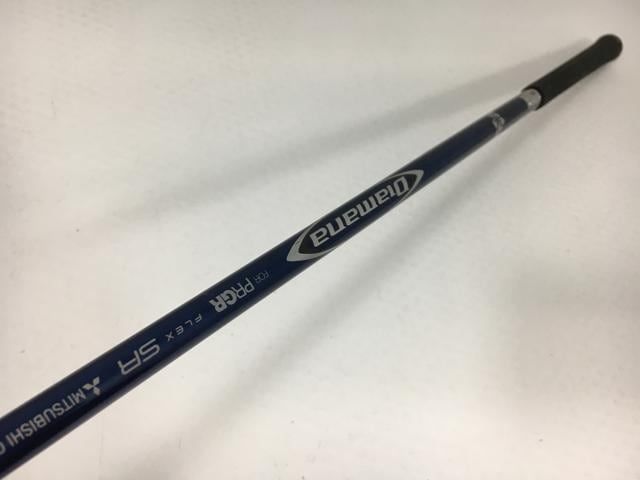 Diamana
FOR PRGR FLEX SR MITSUBISHI